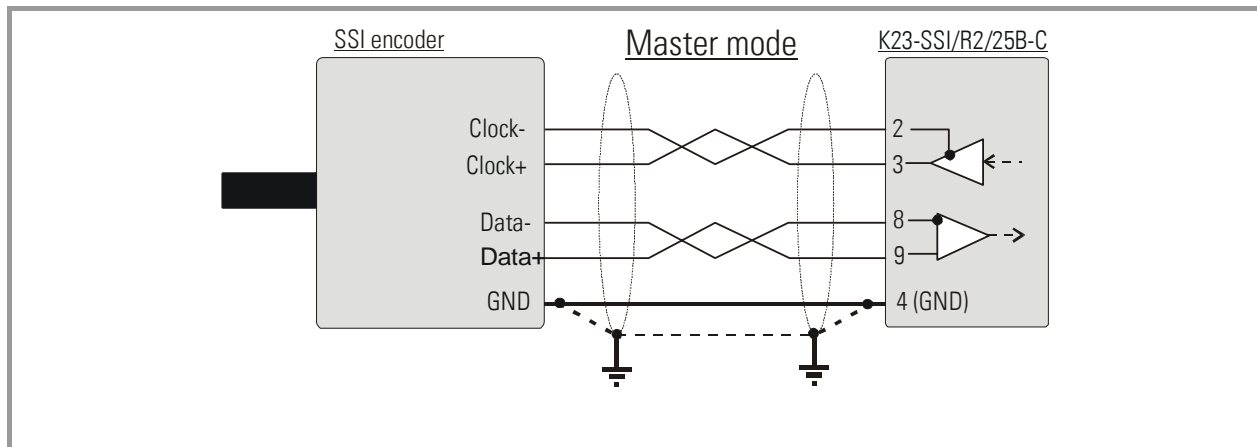 SSI encoder
Master mode
K23-SSI/R2/25B-C
Clock-
2
Clock+
3
Data-
8
Data+
9
GND
4 (GND)